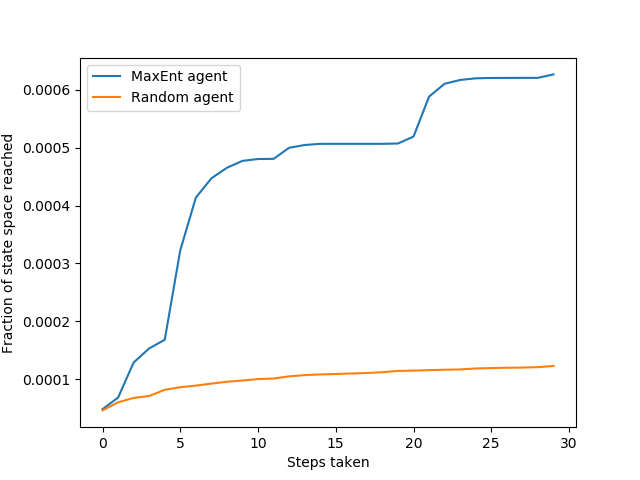 MaxEnt agent
Random agent
0.0006
0.0005
0.0004
0.0003
0.0002
0.0001
Fraction of state space reached
0 5 10 15 20 25 30
Steps taken